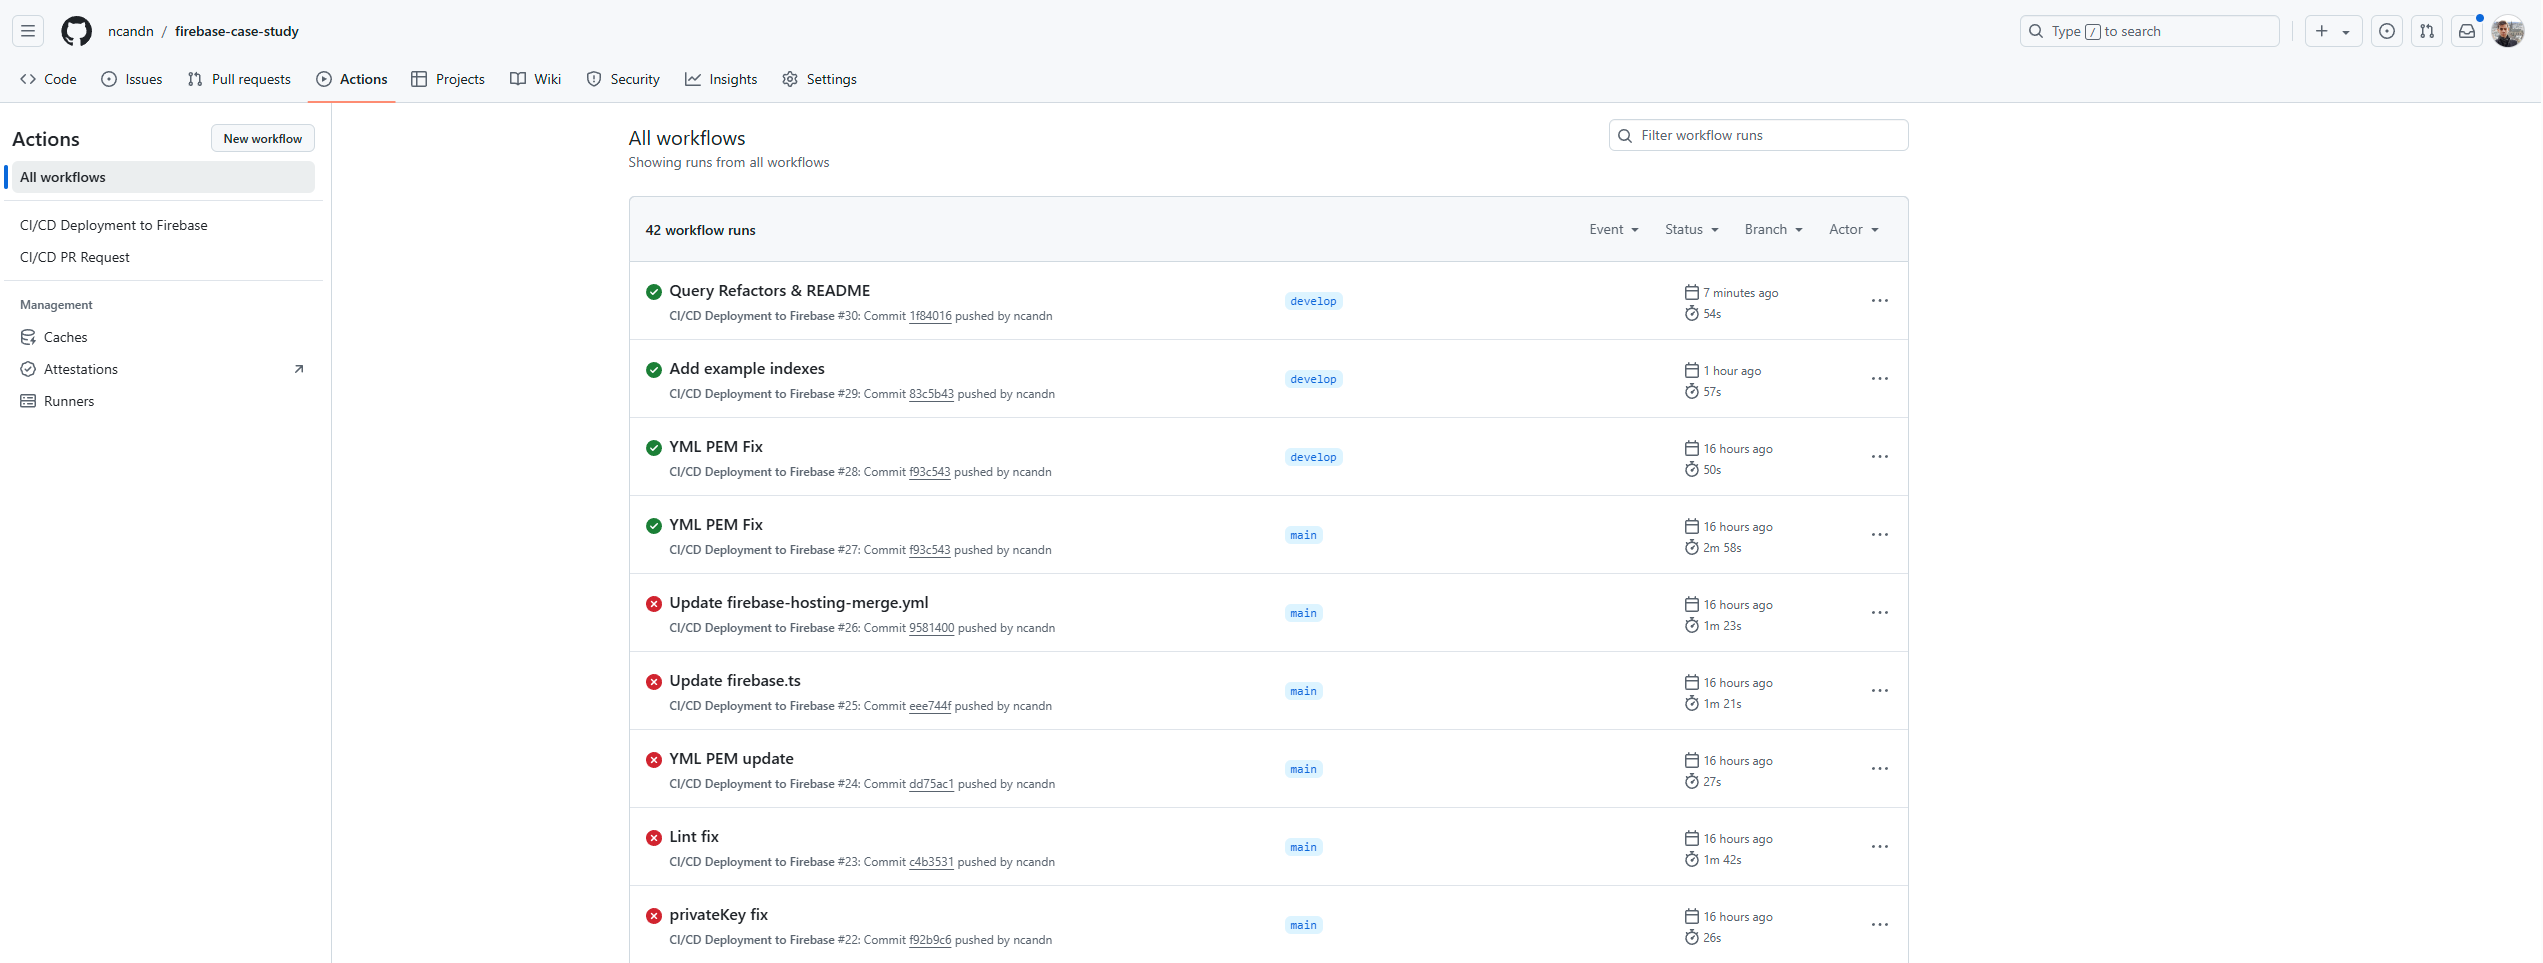 ncandn / firebase-case-study
Type / to search
Code Issues Pull requests Actions Projects Wiki Security Insights Settings
Actions
New workflow
All workflows
CI/CD Deployment to Firebase
CI/CD PR Request
Management
Caches
Attestations
Runners
All workflows
Showing runs from all workflows
Filter workflow runs
42 workflow runs
Event Status Branch Actor
Query Refactors & README
CI/CD Deployment to Firebase #30: Commit 1f84016 pushed by ncandn
develop
7 minutes ago
54s
Add example indexes
CI/CD Deployment to Firebase #29: Commit 83c5b43 pushed by ncandn
develop
1 hour ago
57s
YML PEM Fix
CI/CD Deployment to Firebase #28: Commit f93c543 pushed by ncandn
develop
16 hours ago
50s
YML PEM Fix
CI/CD Deployment to Firebase #27: Commit f93c543 pushed by ncandn
main
16 hours ago
2m 58s
Update firebase-hosting-merge.yml
CI/CD Deployment to Firebase #26: Commit 9581400 pushed by ncandn
main
16 hours ago
1m 23s
Update firebase.ts
CI/CD Deployment to Firebase #25: Commit eee744f pushed by ncandn
main
16 hours ago
1m 21s
YML PEM update
CI/CD Deployment to Firebase #24: Commit dd75ac1 pushed by ncandn
main
16 hours ago
27s
Lint fix
CI/CD Deployment to Firebase #23: Commit c4b3531 pushed by ncandn
main
16 hours ago
1m 42s
privateKey fix
CI/CD Deployment to Firebase #22: Commit f92b9c6 pushed by ncandn
main
16 hours ago
26s